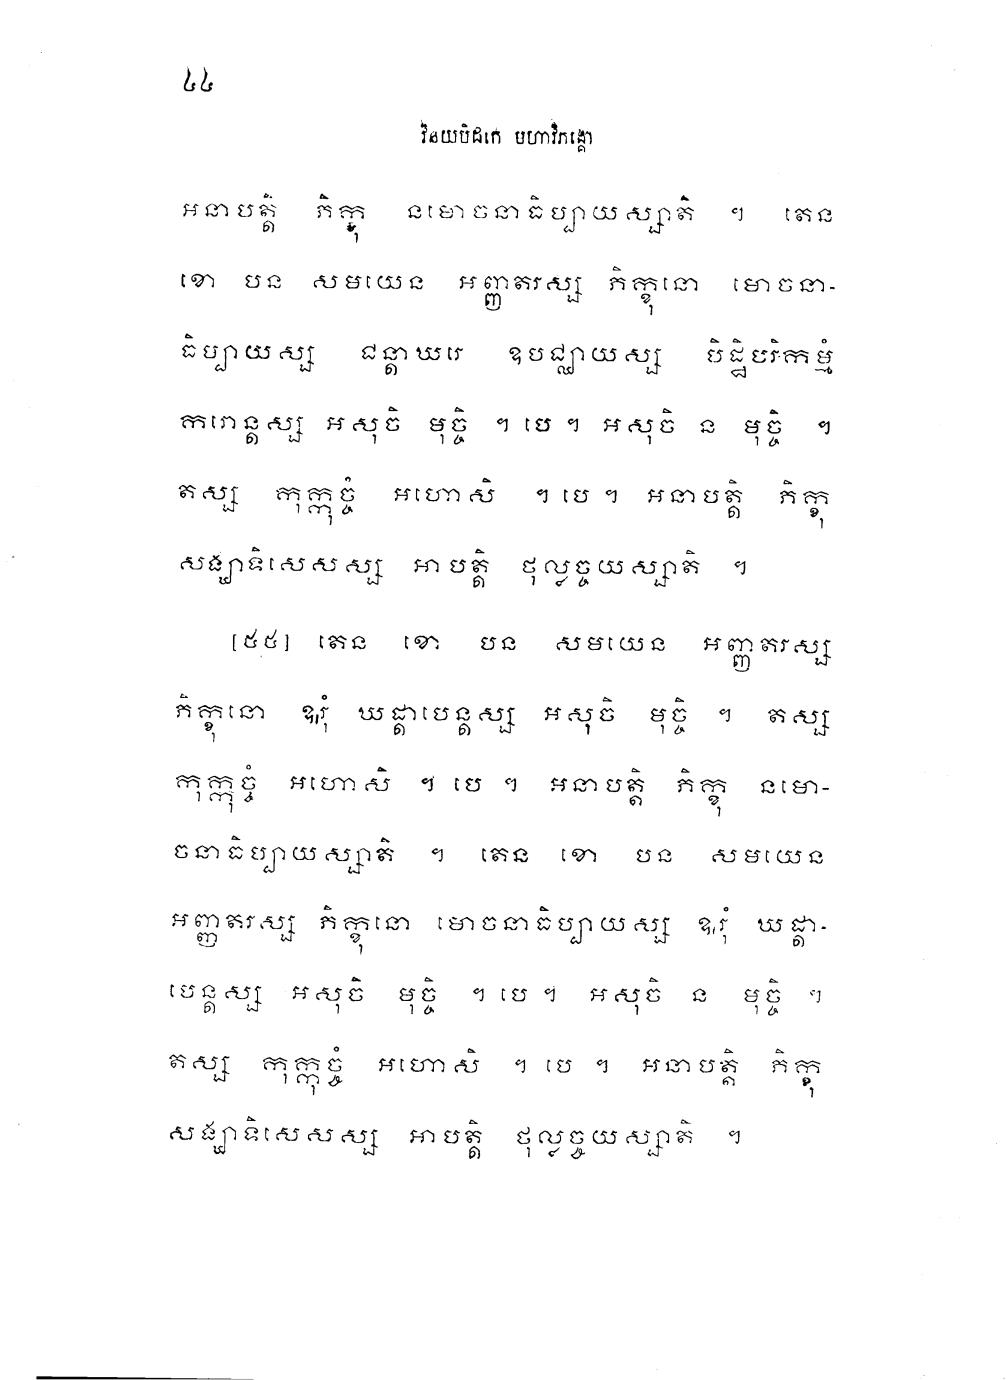 ៤៤
វិនយបិដកេ មហាវិភង្គោ
អនាបត្តិ ភិក្ខុ នមោចនាធិប្បាយស្សាតិ ។ តេន
ខោ បន សមយេន អញ្ញតរស្ស ភិក្ខុនោ មោចនា-
ធិប្បាយស្ស ជន្តាឃរេ ឧបជ្ឈាយស្ស បិដ្ឋិបរិកម្មំ
ករោន្តស្ស អសុចិ មុច្ចិ ។ បេ ។ អសុចិ ន មុច្ចិ ។
តស្ស កុក្កុច្ចំ អហោសិ ។ បេ ។ អនាបត្តិ ភិក្ខុ
សង្ឃាទិសេសស្ស អាបត្តិ ថុល្លច្ចយស្សាតិ ។
[៥៥] តេន ខោ បន សមយេន អញ្ញតរស្ស
ភិក្ខុនោ ឩរុំ ឃដ្តាបេន្តស្ស អសុចិ មុច្ចិ ។ តស្ស
កុក្កុច្ចំ អហោសិ ។ បេ ។ អនាបត្តិ ភិក្ខុ នមោ-
ចនាធិប្បាយស្សាតិ ។ តេន ខោ បន សមយេន
អញ្ញតរស្ស ភិក្ខុនោ មោចនាធិប្បាយស្ស ឩរុំ ឃដ្តា-
បេន្តស្ស អសុចិ មុច្ចិ ។ បេ ។ អសុចិ ន មុច្ចិ ។
តស្ស កុក្កុច្ចំ អហោសិ ។ បេ ។ អនាបត្តិ ភិក្ខុ
សង្ឃាទិសេសស្ស អាបត្តិ ថុល្លច្ចយស្សាតិ ។